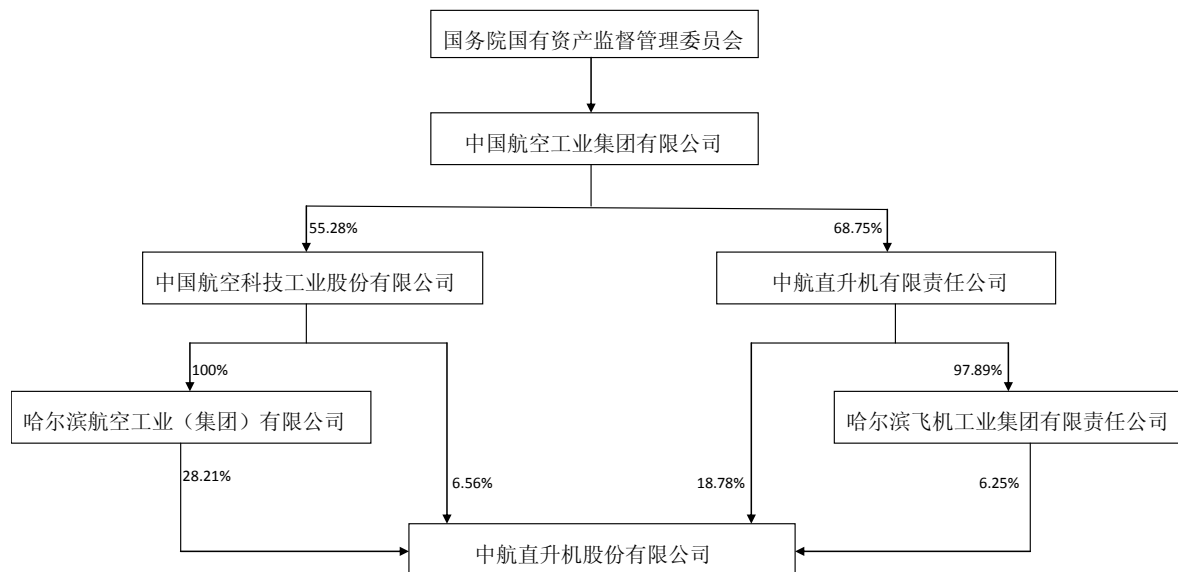 国务院国有资产监督管理委员会
中国航空工业集团有限公司
55.28%
68.75%
中国航空科技工业股份有限公司
中航直升机有限责任公司
100%
97.89%
哈尔滨航空工业（集团）有限公司
哈尔滨飞机工业集团有限责任公司
28.21%
6.56%
18.78%
6.25%
中航直升机股份有限公司